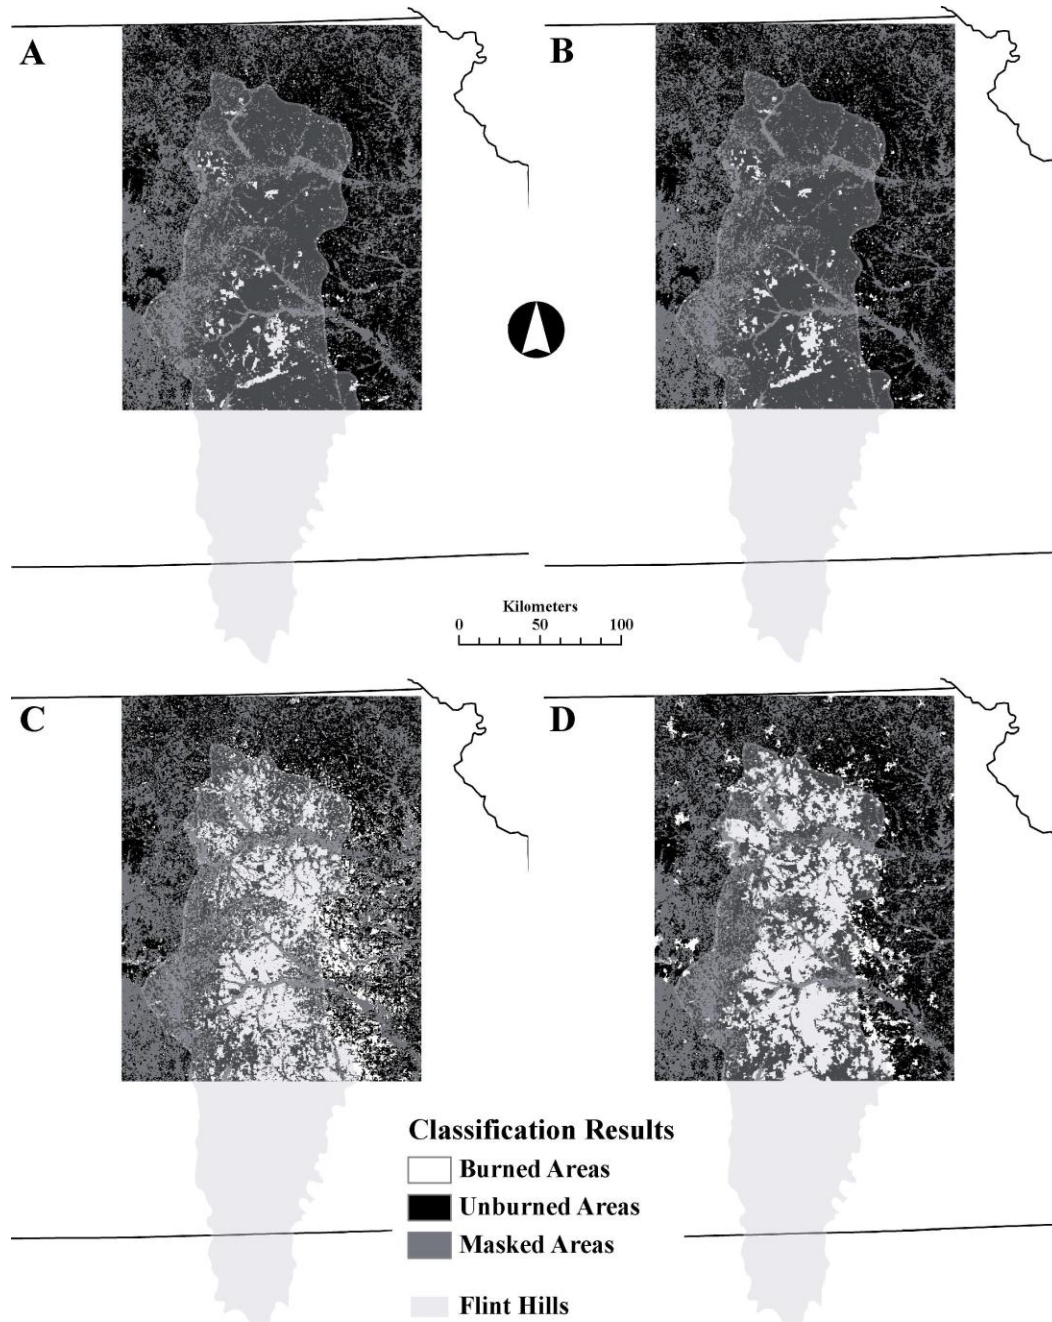 A
B
Kilometers
0 50 100
C
D
Classification Results
Burned Areas
Unburned Areas
Masked Areas
Flint Hills